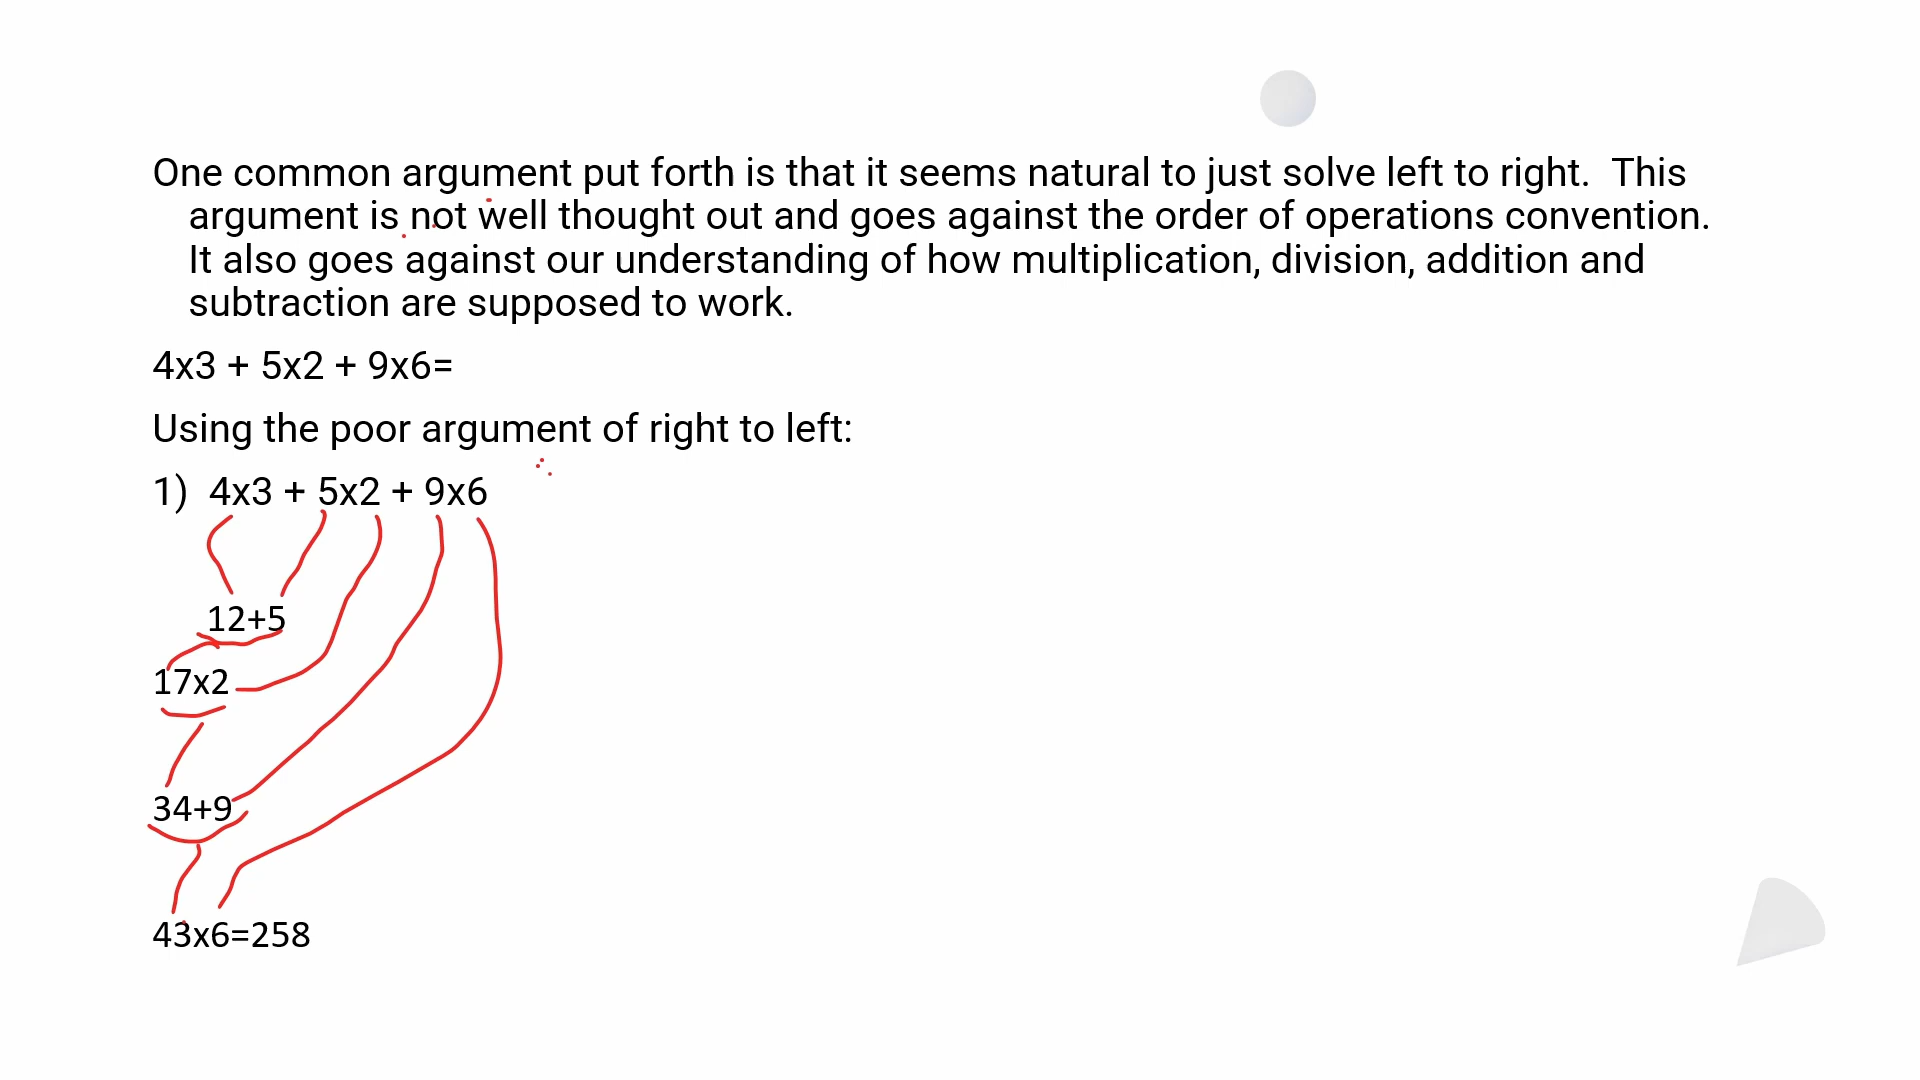 One common argument put forth is that it seems natural to just solve left to right.  This
argument is not well thought out and goes against the order of operations convention.
It also goes against our understanding of how multiplication, division, addition and
subtraction are supposed to work.
4x3 + 5x2 + 9x6=
Using the poor argument of right to left:
1)  4x3 + 5x2 + 9x6
12+5
17x2
34+9
43x6=258